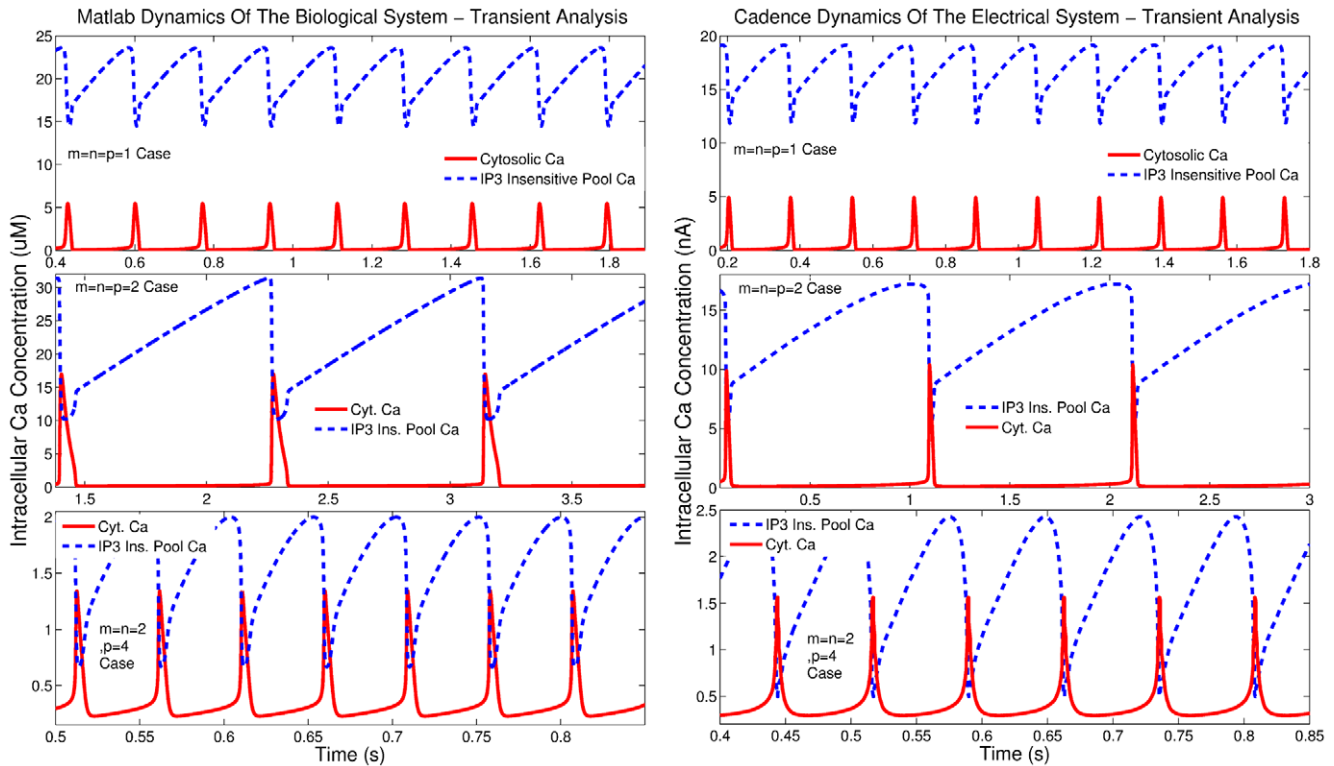 Matlab Dynamics Of The Biological System – Transient Analysis
25
20
15
10
5
0
m=n=p=1 Case
Cytosolic Ca
IP3 Insensitive Pool Ca
0.4 0.6 0.8 1 1.2 1.4 1.6 1.8
Intracellular Ca Concentration (uM)
30
25
20
15
10
5
0
m=n=p=2 Case
Cyt. Ca
IP3 Ins. Pool Ca
1.5 2 2.5 3 3.5
2
1.5
1
0.5
Cyt. Ca
IP3 Ins. Pool Ca
m=n=2
,p=4
Case
0.5 0.55 0.6 0.65 0.7 0.75 0.8
Time (s)
Cadence Dynamics Of The Electrical System – Transient Analysis
20
15
10
5
0
m=n=p=1 Case
Cytosolic Ca
IP3 Insensitive Pool Ca
0.2 0.4 0.6 0.8 1 1.2 1.4 1.6 1.8
Intracellular Ca Concentration (nA)
15
10
5
0
m=n=p=2 Case
IP3 Ins. Pool Ca
Cyt. Ca
0.5 1 1.5 2 2.5 3
2.5
2
1.5
1
0.5
IP3 Ins. Pool Ca
Cyt. Ca
m=n=2
,p=4
Case
0.4 0.45 0.5 0.55 0.6 0.65 0.7 0.75 0.8 0.85
Time (s)